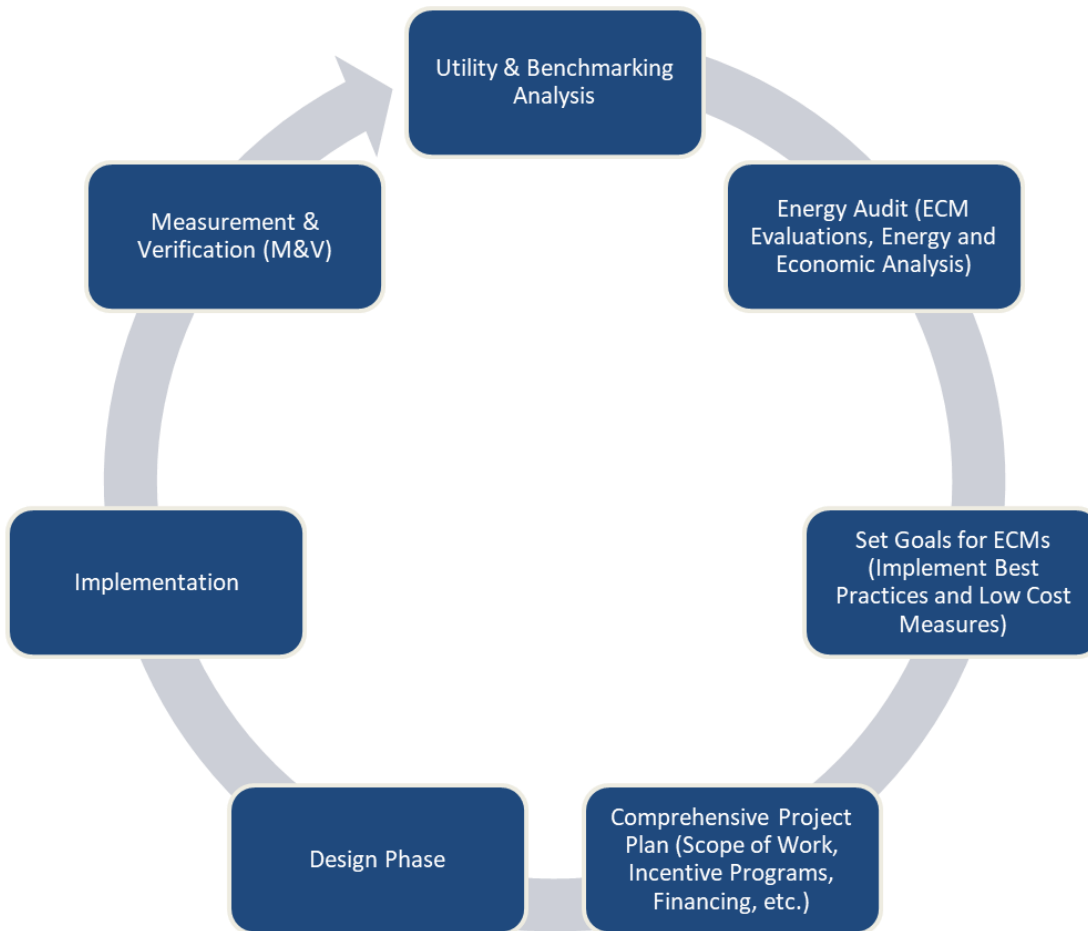 Utility & Benchmarking
Analysis
Energy Audit (ECM
Evaluations, Energy and
Economic Analysis)
Set Goals for ECMs
(Implement Best
Practices and Low Cost
Measures)
Comprehensive Project
Plan (Scope of Work,
Incentive Programs,
Financing, etc.)
Design Phase
Implementation
Measurement &
Verification (M&V)